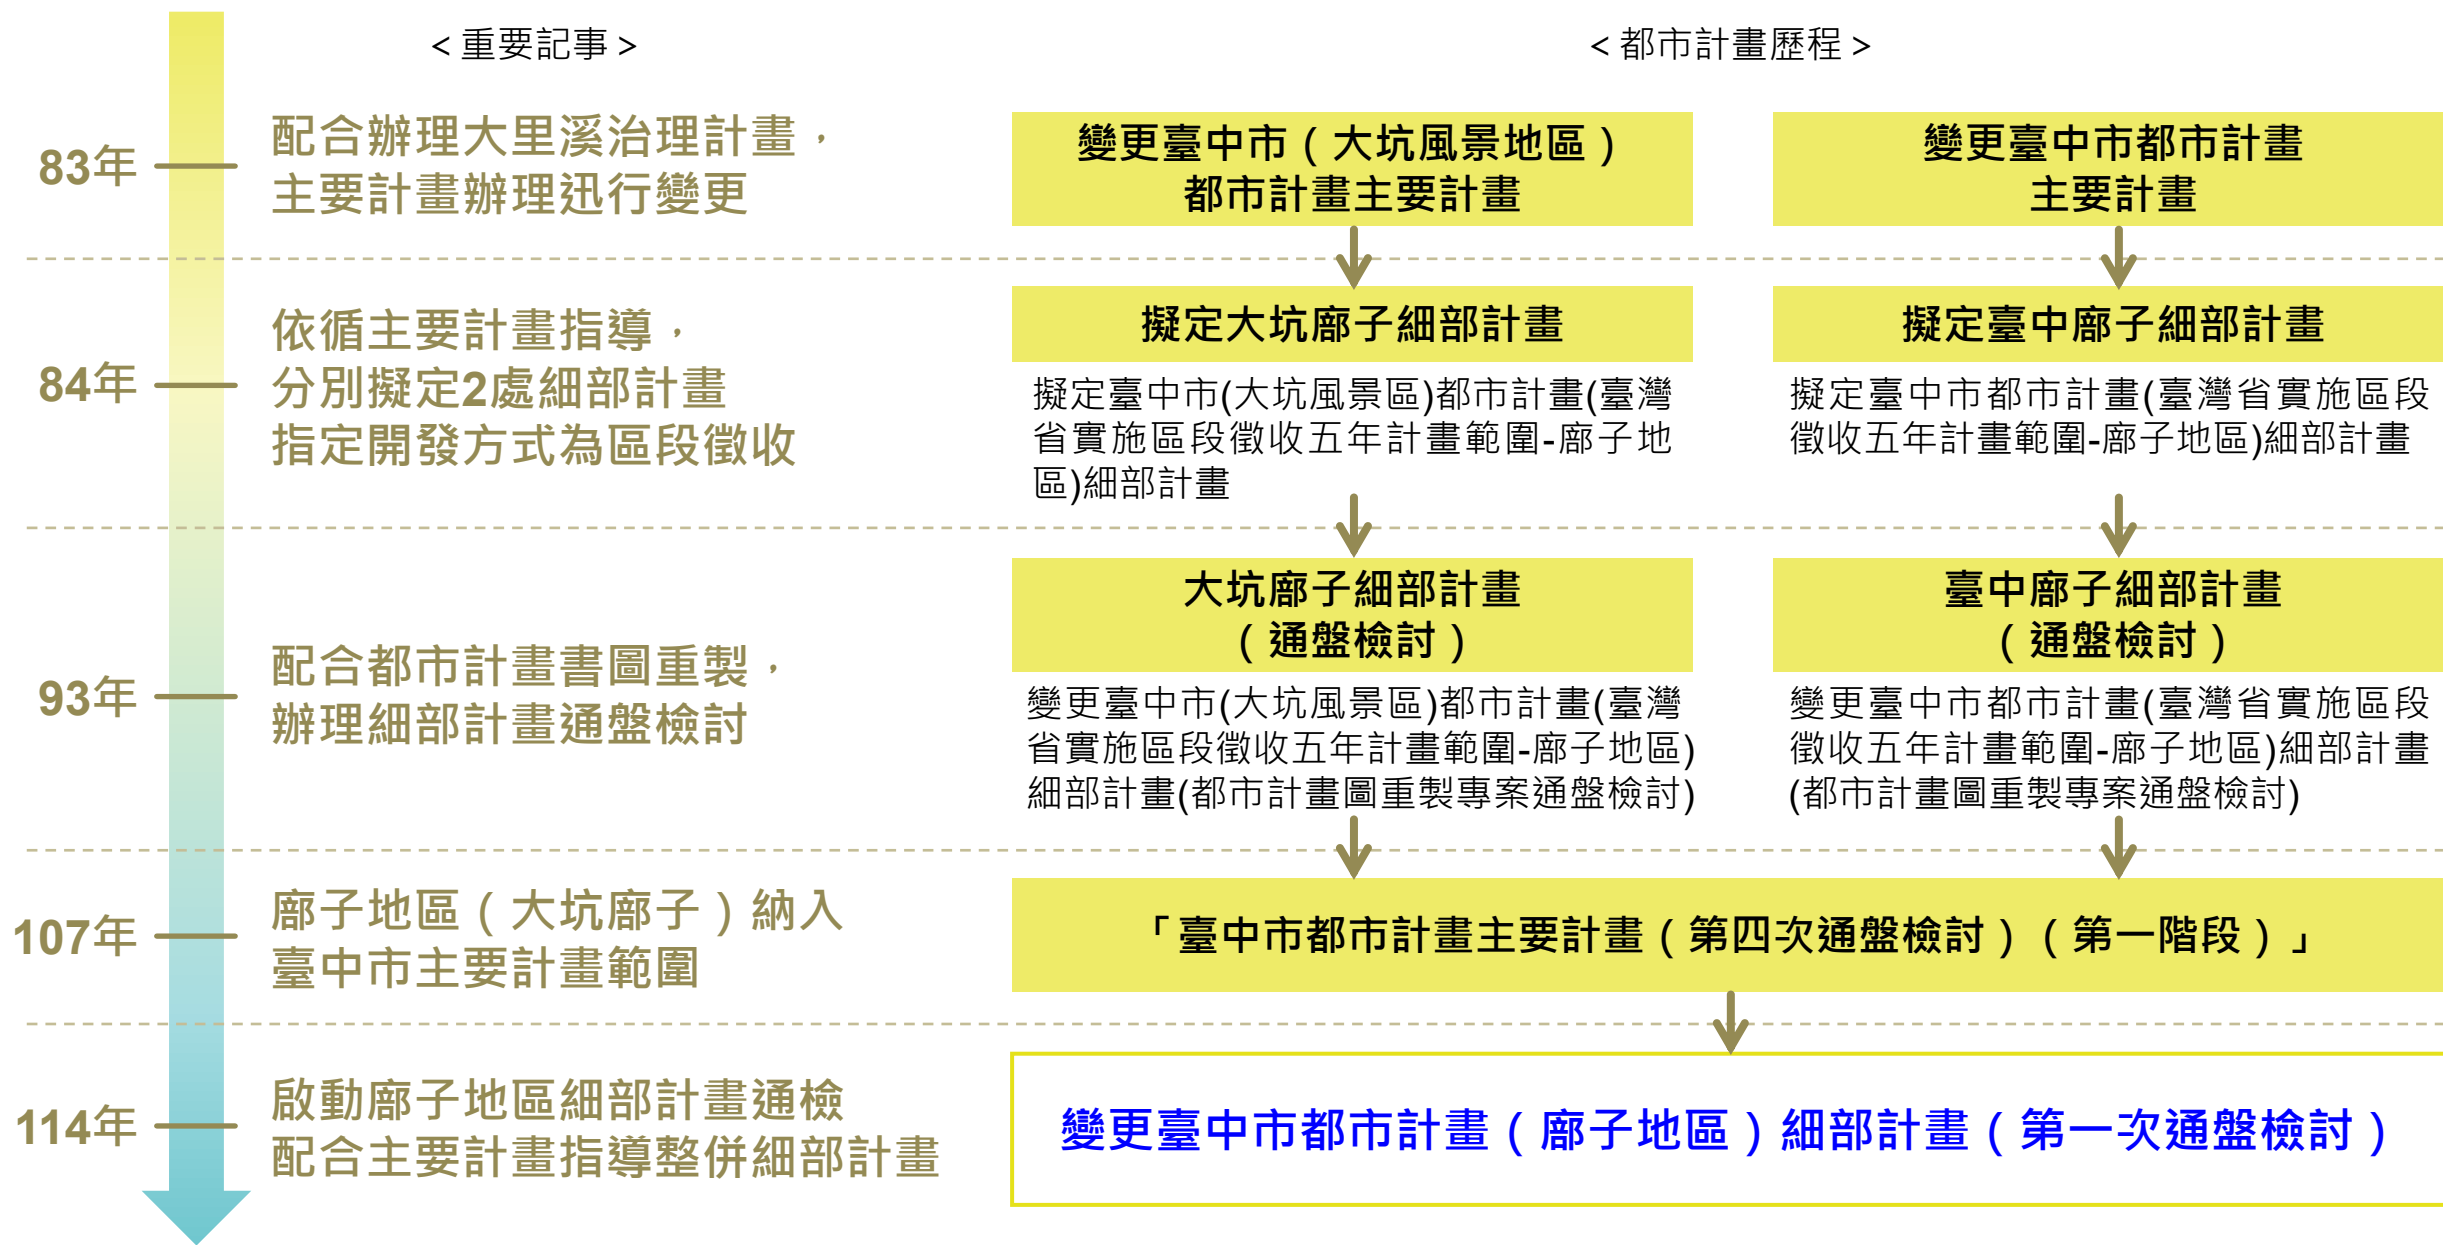 <重要記事>
<都市計畫歷程>
83年
配合辦理大里溪治理計畫，
主要計畫辦理迅行變更
變更臺中市（大坑風景地區）
都市計畫主要計畫
變更臺中市都市計畫
主要計畫
84年
依循主要計畫指導，
分別擬定2處細部計畫
指定開發方式為區段徵收
擬定大坑廍子細部計畫
擬定臺中市(大坑風景區)都市計畫(臺灣
省實施區段徵收五年計畫範圍-廍子地
區)細部計畫
擬定臺中廍子細部計畫
擬定臺中市都市計畫(臺灣省實施區段
徵收五年計畫範圍-廍子地區)細部計畫
93年
配合都市計畫書圖重製，
辦理細部計畫通盤檢討
大坑廍子細部計畫
（通盤檢討）
變更臺中市(大坑風景區)都市計畫(臺灣
省實施區段徵收五年計畫範圍-廍子地區)
細部計畫(都市計畫圖重製專案通盤檢討)
臺中廍子細部計畫
（通盤檢討）
變更臺中市都市計畫(臺灣省實施區段
徵收五年計畫範圍-廍子地區)細部計畫
(都市計畫圖重製專案通盤檢討)
107年
廍子地區（大坑廍子）納入
臺中市主要計畫範圍
「臺中市都市計畫主要計畫（第四次通盤檢討）（第一階段）」
114年
啟動廍子地區細部計畫通檢
配合主要計畫指導整併細部計畫
變更臺中市都市計畫（廍子地區）細部計畫（第一次通盤檢討）